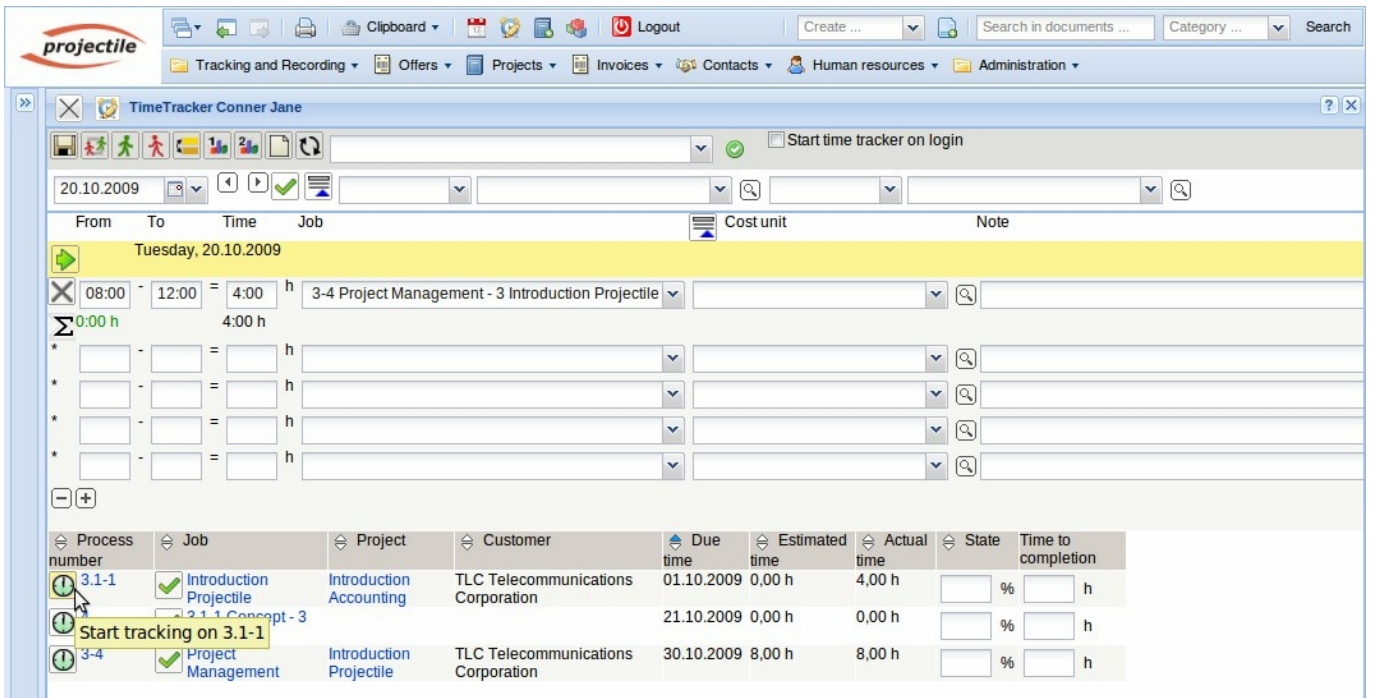 projectile
Clipboard
Logout
Create ...
Search in documents ...
Category ...
Search
Tracking and Recording
Offers
Projects
Invoices
Contacts
Human resources
Administration
TimeTracker Conner Jane
Start time tracker on login
20.10.2009
From To Time Job Cost unit Note
Tuesday, 20.10.2009
08:00 - 12:00 = 4:00 h 3-4 Project Management - 3 Introduction Projectile
Σ 0:00 h 4:00 h
* - = h
* - = h
* - = h
* - = h
Process number Job Project Customer Due time Estimated time Actual time State Time to completion
3.1-1 Introduction Projectile Introduction Accounting TLC Telecommunications Corporation 01.10.2009 0,00 h 4,00 h % h
3.1-1 Concept - 3 21.10.2009 0,00 h 0,00 h % h
Start tracking on 3.1-1
3-4 Project Management Introduction Projectile TLC Telecommunications Corporation 30.10.2009 8,00 h 8,00 h % h